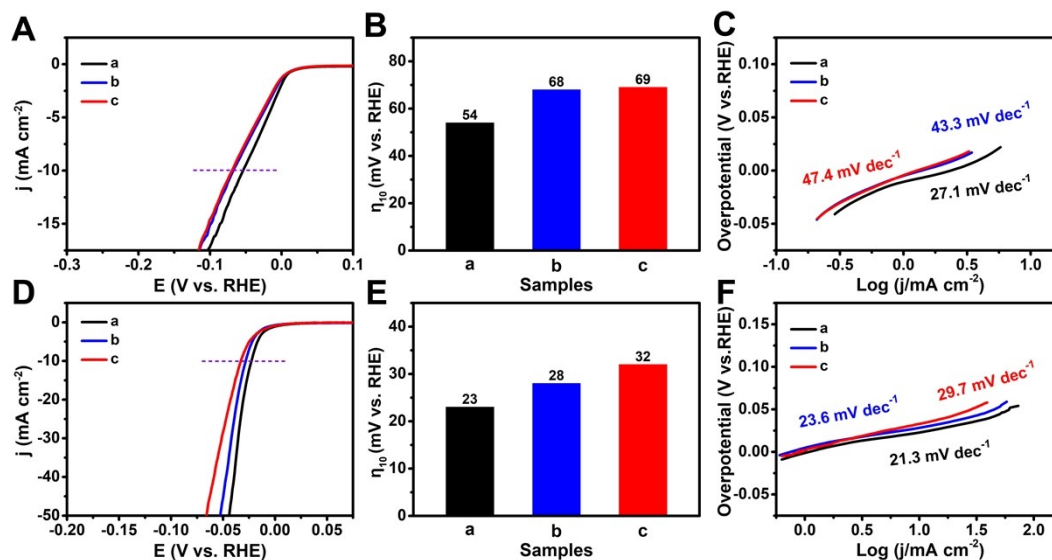 A
j (mA cm-2)
0
-5
-10
-15
a
b
c
-0.3
-0.2
-0.1
0.0
0.1
E (V vs. RHE)
B
η10 (mV vs. RHE)
80
60
40
20
0
54
68
69
a
b
c
Samples
C
Overpotential (V vs.RHE)
0.10
0.05
0.00
-0.05
a
b
c
43.3 mV dec-1
47.4 mV dec-1
27.1 mV dec-1
-1.0
-0.5
0.0
0.5
1.0
Log (j/mA cm-2)
D
j (mA cm-2)
0
-10
-20
-30
-40
-50
a
b
c
-0.20
-0.15
-0.10
-0.05
0.00
0.05
E (V vs. RHE)
E
η10 (mV vs. RHE)
40
30
20
10
0
23
28
32
a
b
c
Samples
F
Overpotential (V vs.RHE)
0.15
0.10
0.05
0.00
-0.05
a
b
c
29.7 mV dec-1
23.6 mV dec-1
21.3 mV dec-1
0.0
0.5
1.0
1.5
2.0
Log (j/mA cm-2)